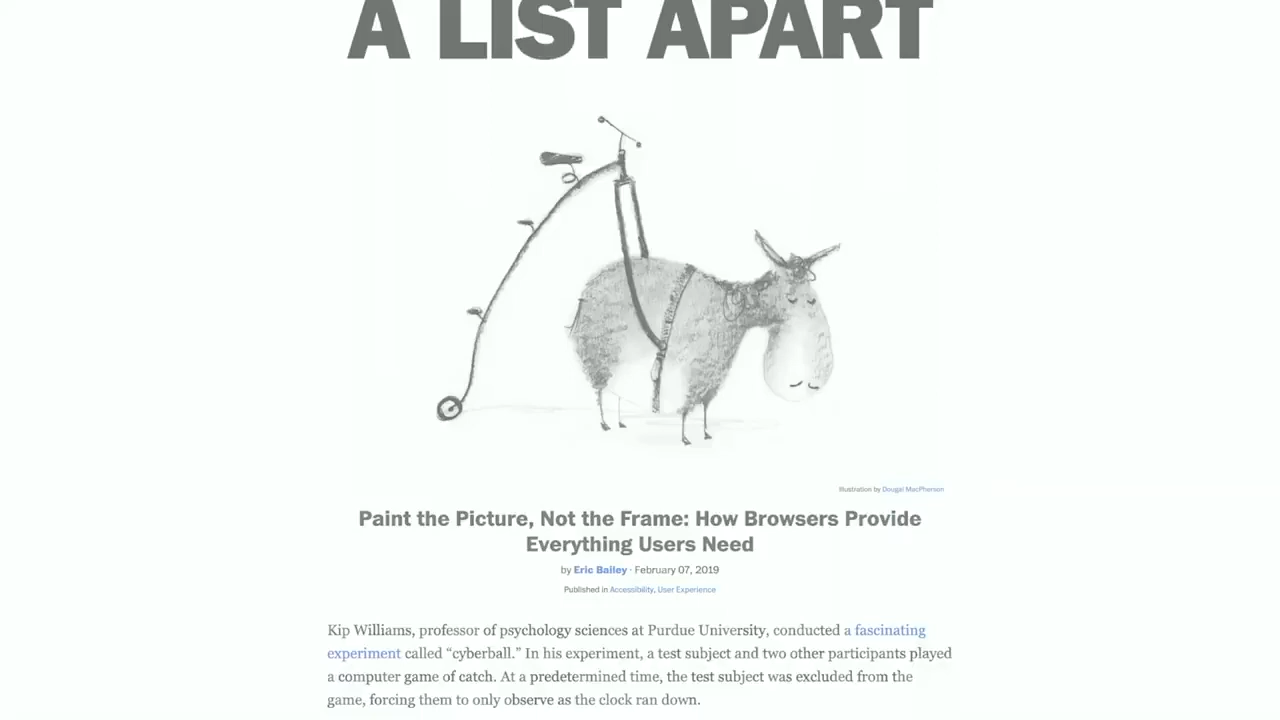 A LIST APART
Illustration by Dougal MacPherson
Paint the Picture, Not the Frame: How Browsers Provide
Everything Users Need
by Eric Bailey · February 07, 2019
Published in Accessibility, User Experience
Kip Williams, professor of psychology sciences at Purdue University, conducted a fascinating
experiment called “cyberball.” In his experiment, a test subject and two other participants played
a computer game of catch. At a predetermined time, the test subject was excluded from the
game, forcing them to only observe as the clock ran down.